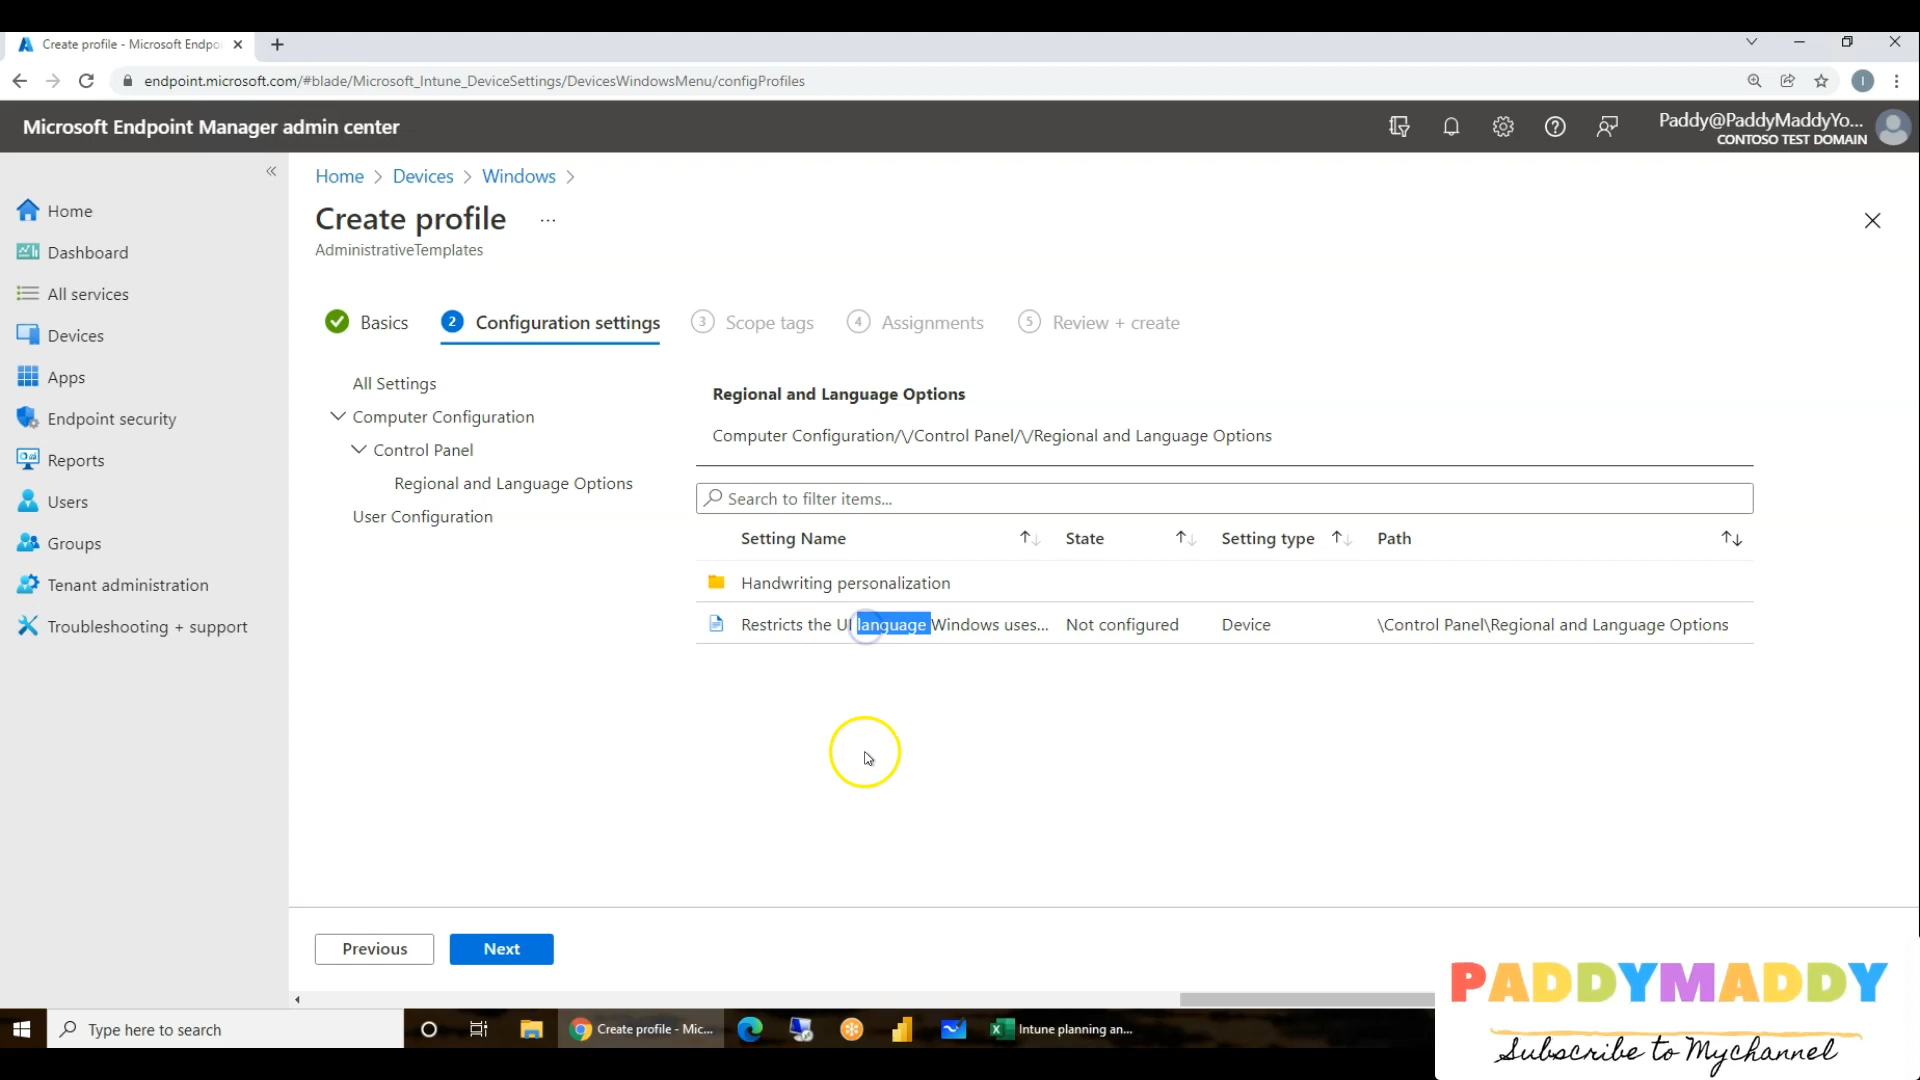 Create profile - Microsoft Endpo
endpoint.microsoft.com/#blade/Microsoft_Intune_DeviceSettings/DevicesWindowsMenu/configProfiles
I
Microsoft Endpoint Manager admin center
Paddy@PaddyMaddyYo...
CONTOSO TEST DOMAIN
Home
Dashboard
All services
Devices
Apps
Endpoint security
Reports
Users
Groups
Tenant administration
Troubleshooting + support
Home > Devices > Windows >
Create profile ...
AdministrativeTemplates
Basics
2 Configuration settings
3 Scope tags
4 Assignments
5 Review + create
All Settings
Computer Configuration
Control Panel
Regional and Language Options
User Configuration
Regional and Language Options
Computer Configuration/\/Control Panel/\/Regional and Language Options
Search to filter items...
Setting Name State Setting type Path
Handwriting personalization
Restricts the UI language Windows uses... Not configured Device \Control Panel\Regional and Language Options
Previous
Next
PADDYMADDY
Subscribe to Mychannel
Type here to search
Create profile - Mic...
Intune planning an...